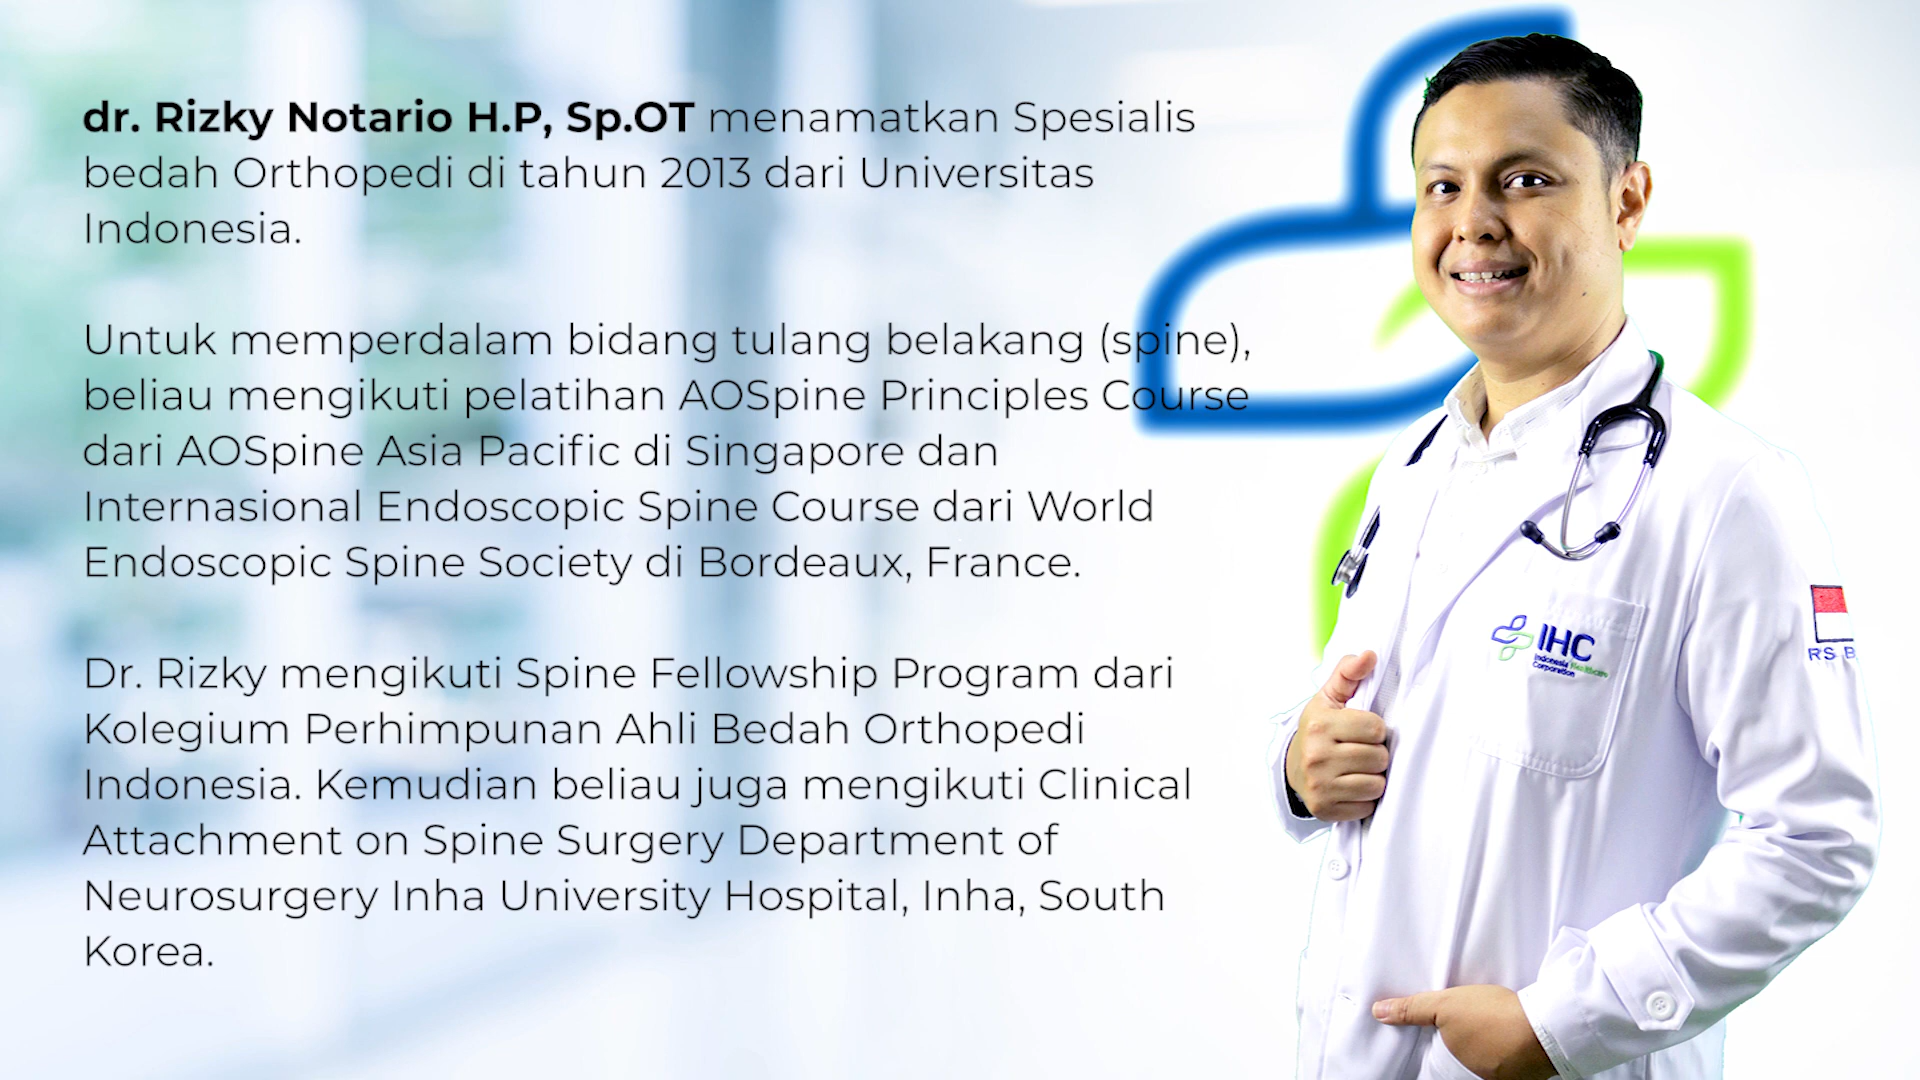 dr. Rizky Notario H.P, Sp.OT menamatkan Spesialis
bedah Orthopedi di tahun 2013 dari Universitas
Indonesia.
Untuk memperdalam bidang tulang belakang (spine),
beliau mengikuti pelatihan AOSpine Principles Course
dari AOSpine Asia Pacific di Singapore dan
Internasional Endoscopic Spine Course dari World
Endoscopic Spine Society di Bordeaux, France.
Dr. Rizky mengikuti Spine Fellowship Program dari
Kolegium Perhimpunan Ahli Bedah Orthopedi
Indonesia. Kemudian beliau juga mengikuti Clinical
Attachment on Spine Surgery Department of
Neurosurgery Inha University Hospital, Inha, South
Korea.
IHC
Indonesia Healthcare
Corporation
RS B